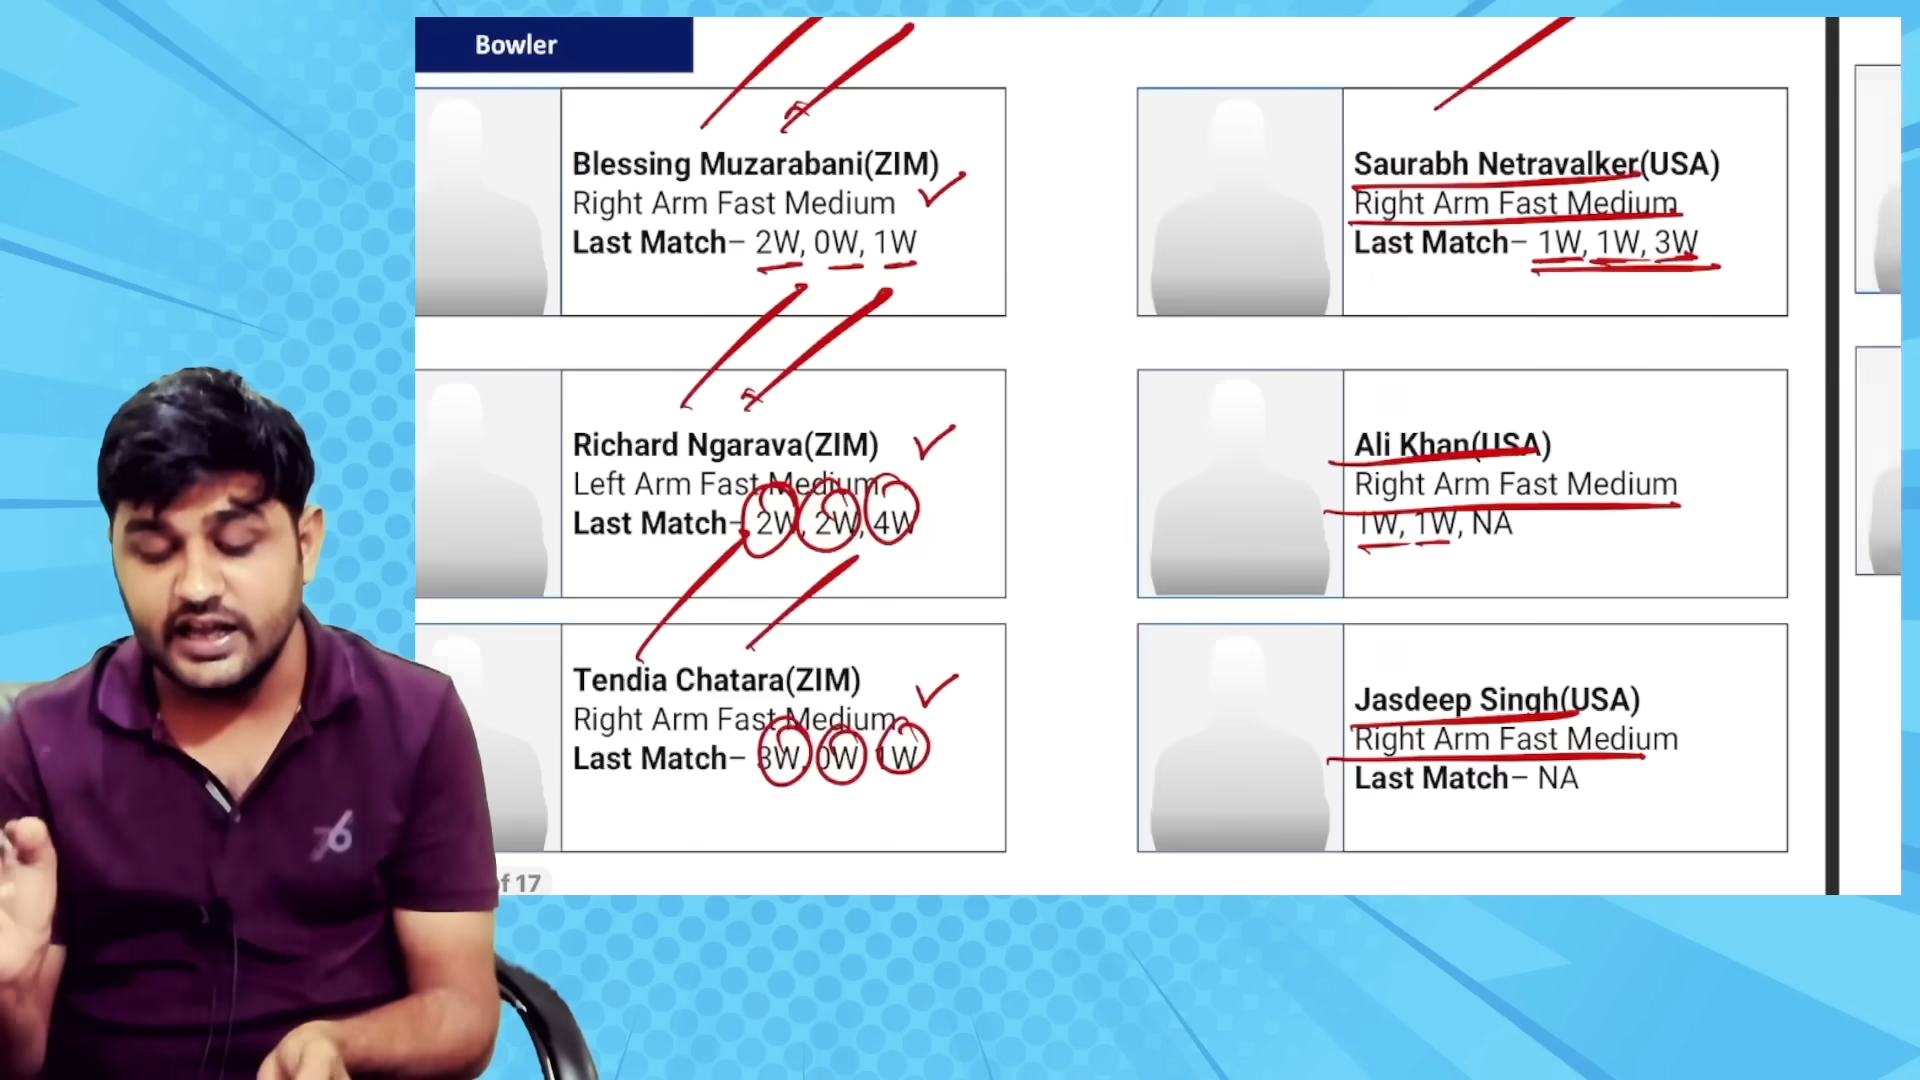 Bowler
Blessing Muzarabani(ZIM)
Right Arm Fast Medium
Last Match– 2W, 0W, 1W
Saurabh Netravalker(USA)
Right Arm Fast Medium
Last Match– 1W, 1W, 3W
Richard Ngarava(ZIM)
Left Arm Fast Medium
Last Match– 2W, 2W, 4W
Ali Khan(USA)
Right Arm Fast Medium
1W, 1W, NA
Tendia Chatara(ZIM)
Right Arm Fast Medium
Last Match– 3W, 0W 1W
Jasdeep Singh(USA)
Right Arm Fast Medium
Last Match– NA
of 17
76